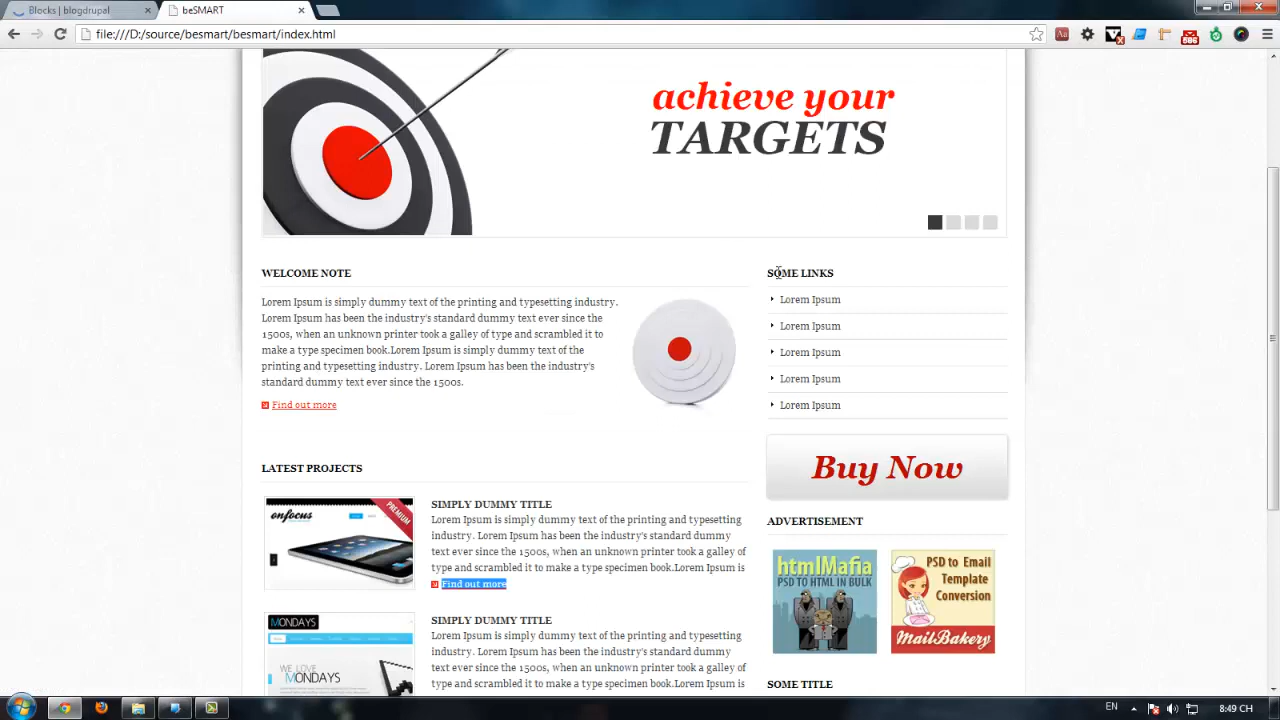 Blocks | blogdrupal
beSMART
file:///D:/source/besmart/besmart/index.html
586
achieve your
TARGETS
WELCOME NOTE
Lorem Ipsum is simply dummy text of the printing and typesetting industry.
Lorem Ipsum has been the industry's standard dummy text ever since the
1500s, when an unknown printer took a galley of type and scrambled it to
make a type specimen book.Lorem Ipsum is simply dummy text of the
printing and typesetting industry. Lorem Ipsum has been the industry's
standard dummy text ever since the 1500s.
Find out more
SOME LINKS
Lorem Ipsum
Lorem Ipsum
Lorem Ipsum
Lorem Ipsum
Lorem Ipsum
Buy Now
LATEST PROJECTS
onfocus
PREMIUM
SIMPLY DUMMY TITLE
Lorem Ipsum is simply dummy text of the printing and typesetting
industry. Lorem Ipsum has been the industry's standard dummy
text ever since the 1500s, when an unknown printer took a galley
of type and scrambled it to make a type specimen book.Lorem Ipsum is
Find out more
MONDAYS
WE LOVE
MONDAYS
SIMPLY DUMMY TITLE
Lorem Ipsum is simply dummy text of the printing and typesetting
industry. Lorem Ipsum has been the industry's standard dummy
text ever since the 1500s, when an unknown printer took a galley
of type and scrambled it to make a type specimen book.Lorem Ipsum is
ADVERTISEMENT
htmlMafia
PSD TO HTML IN BULK
PSD to Email
Template
Conversion
MailBakery
SOME TITLE
EN
8:49 CH